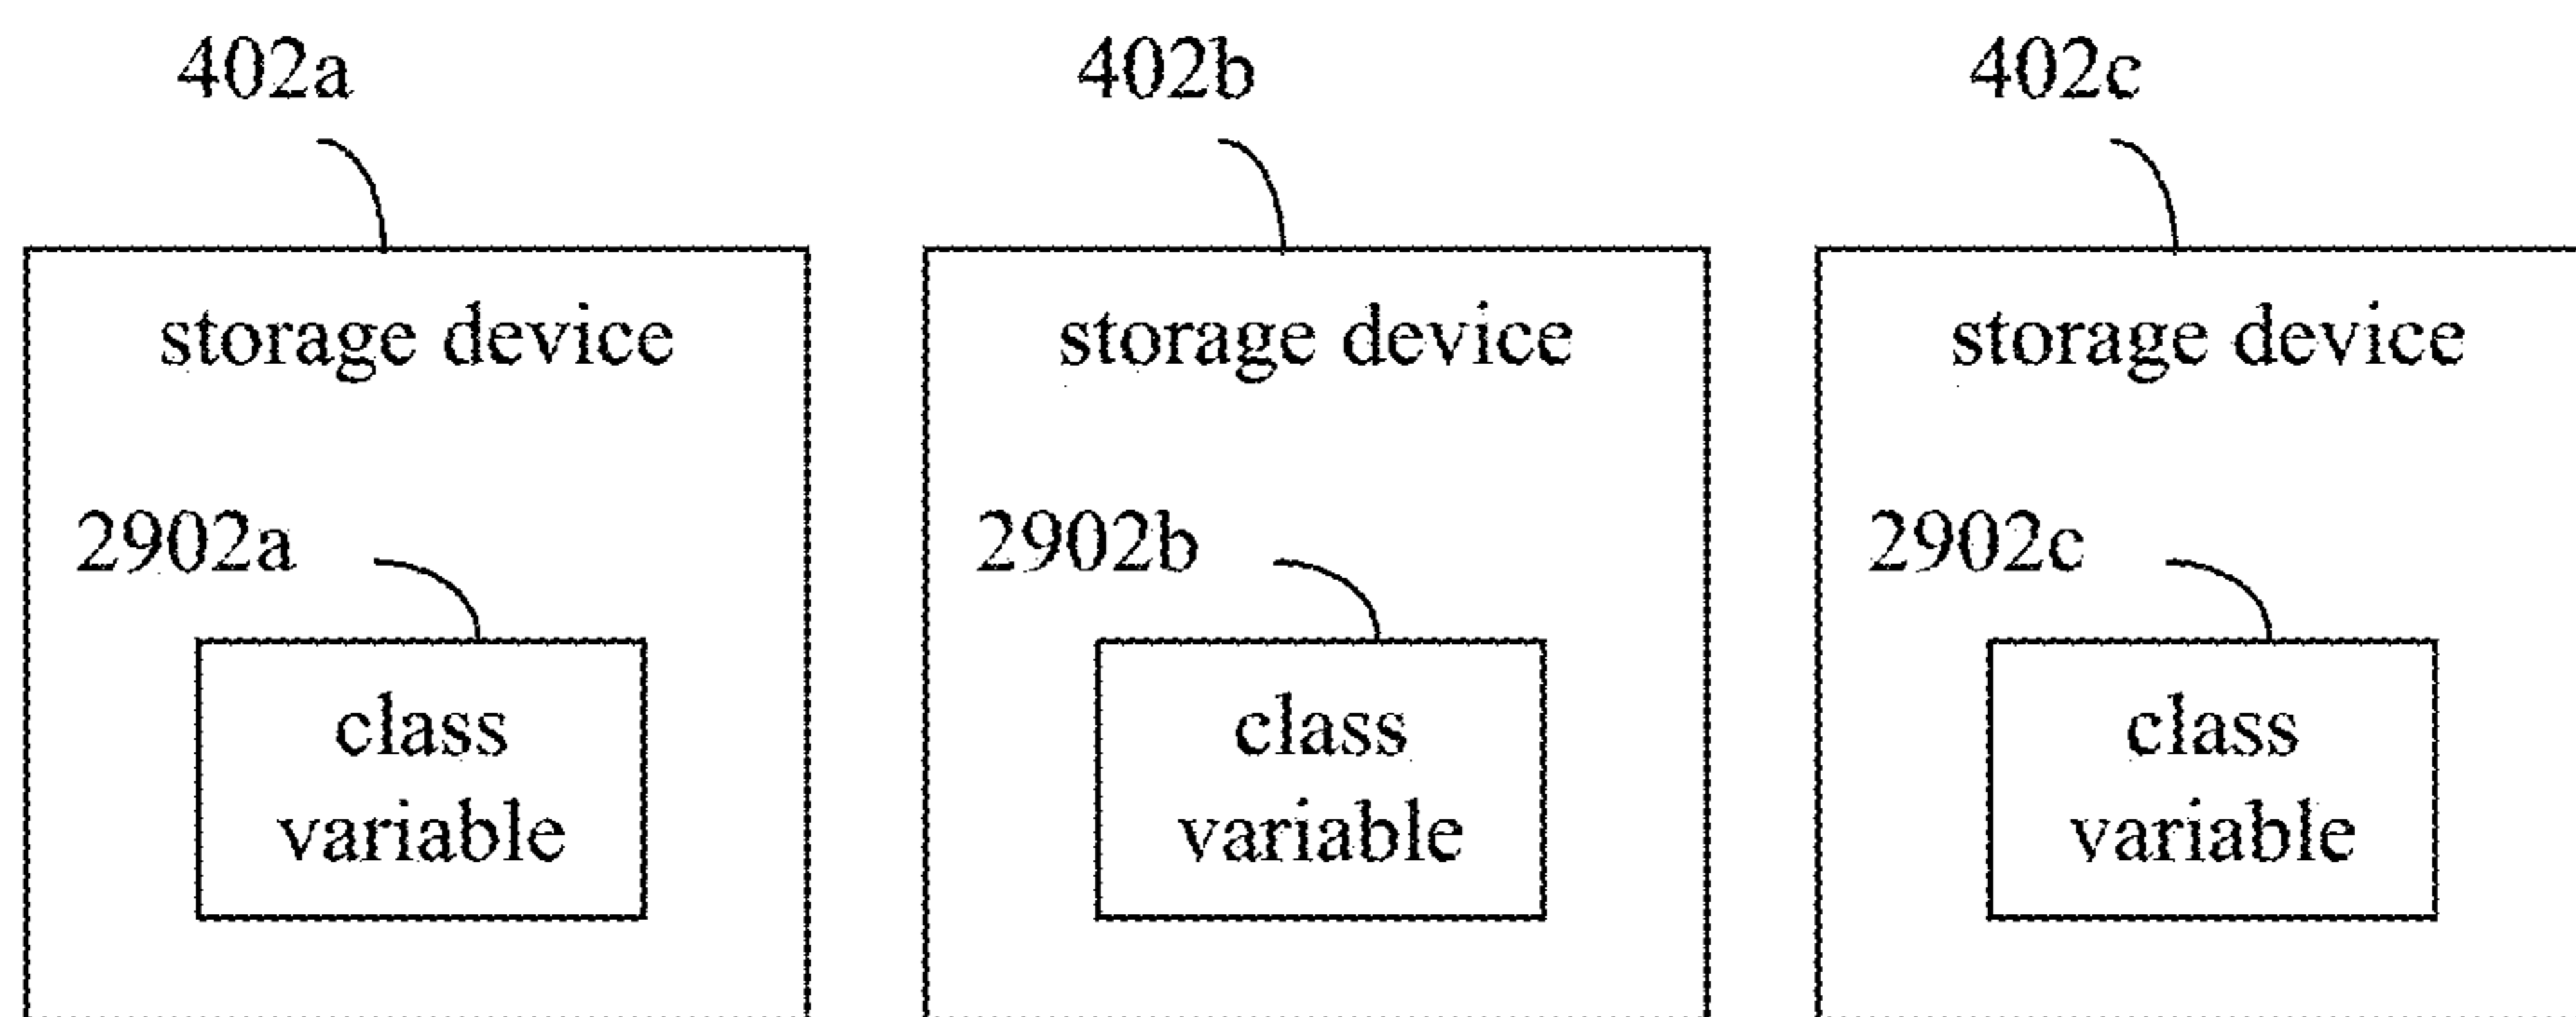 402a 402b 402c
storage device storage device storage device
2902a 2902b 2902c
class class class
variable variable variable